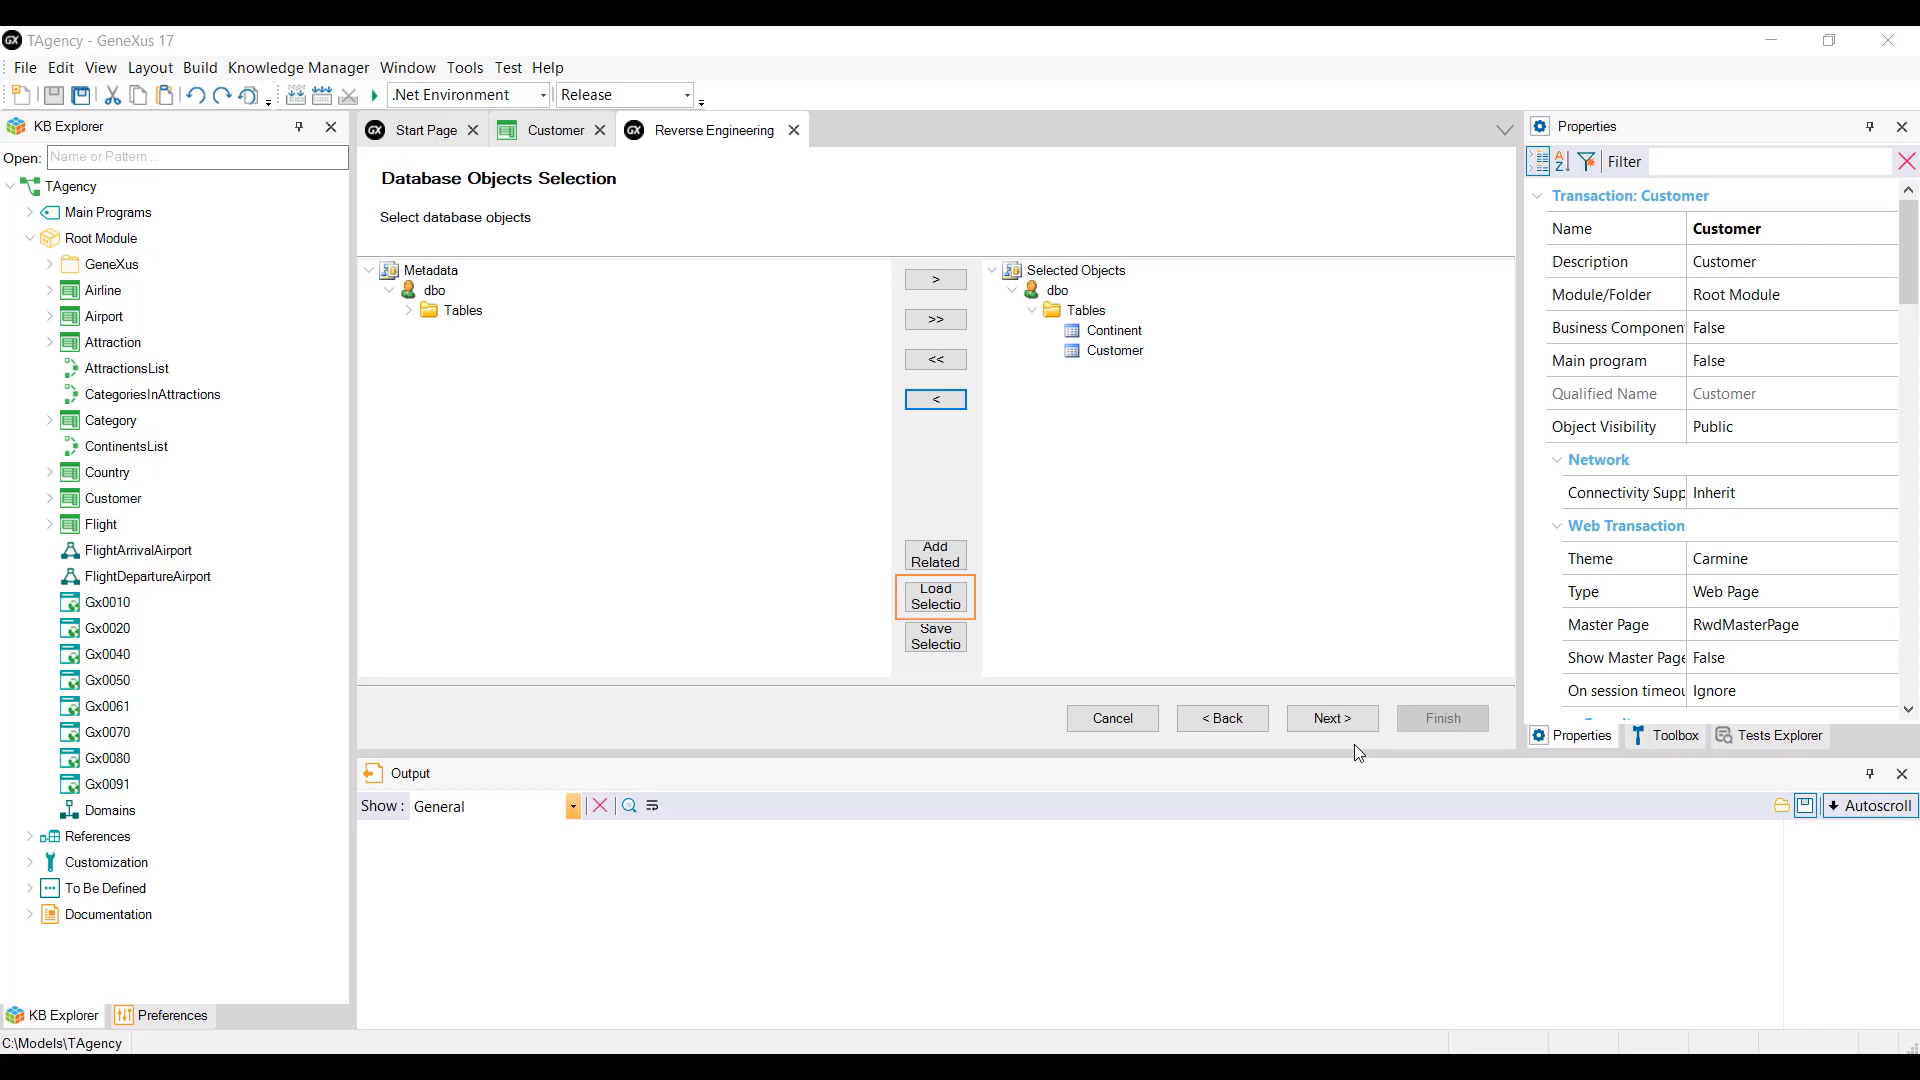 TAgency - GeneXus 17
File Edit View Layout Build Knowledge Manager Window Tools Test Help
.Net Environment Release
KB Explorer
Open: Name or Pattern ...
TAgency
Main Programs
Root Module
GeneXus
Airline
Airport
Attraction
AttractionsList
CategoriesInAttractions
Category
ContinentsList
Country
Customer
Flight
FlightArrivalAirport
FlightDepartureAirport
Gx0010
Gx0020
Gx0040
Gx0050
Gx0061
Gx0070
Gx0080
Gx0091
Domains
References
Customization
To Be Defined
Documentation
KB Explorer Preferences
C:\Models\TAgency
Start Page Customer Reverse Engineering
Database Objects Selection
Select database objects
Metadata
dbo
Tables
>
>>
<<
<
Add
Related
Load
Selectio
Save
Selectio
Selected Objects
dbo
Tables
Continent
Customer
Cancel < Back Next > Finish
Output
Show : General
Autoscroll
Properties
Filter
Transaction: Customer
Name Customer
Description Customer
Module/Folder Root Module
Business Componen False
Main program False
Qualified Name Customer
Object Visibility Public
Network
Connectivity Supp Inherit
Web Transaction
Theme Carmine
Type Web Page
Master Page RwdMasterPage
Show Master Page False
On session timeou Ignore
Properties Toolbox Tests Explorer